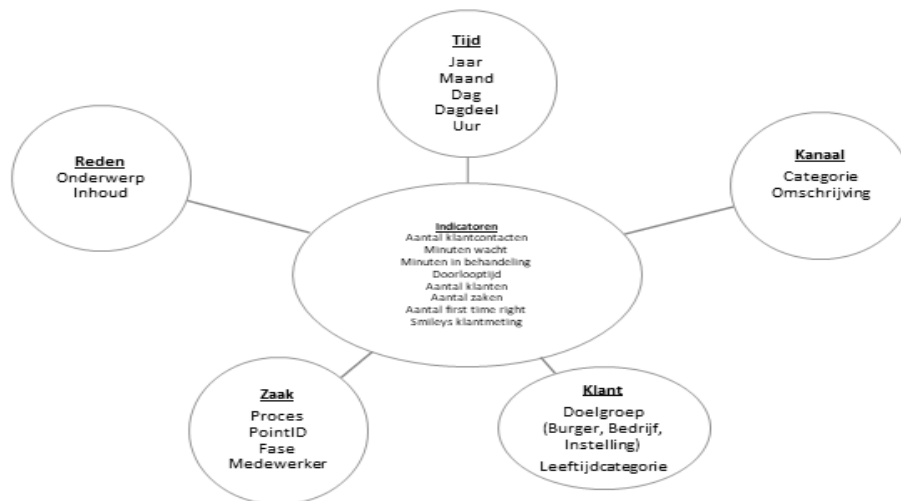 Tijd
Jaar
Maand
Dag
Dagdeel
Uur
Reden
Onderwerp
Inhoud
Kanaal
Categorie
Omschrijving
Indicatoren
Aantal klantcontacten
Minuten wacht
Minuten in behandeling
Doorlooptijd
Aantal klanten
Aantal zaken
Aantal first time right
Smileys klantmeting
Zaak
Proces
PointID
Fase
Medewerker
Klant
Doelgroep
(Burger, Bedrijf,
Instelling)
Leeftijdcategorie